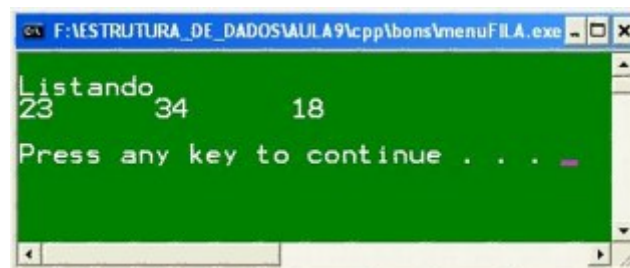 F:\ESTRUTURA_DE_DADOS\AULA9\cpp\bons\menuFILA.exe
Listando
23 34 18
Press any key to continue . . .